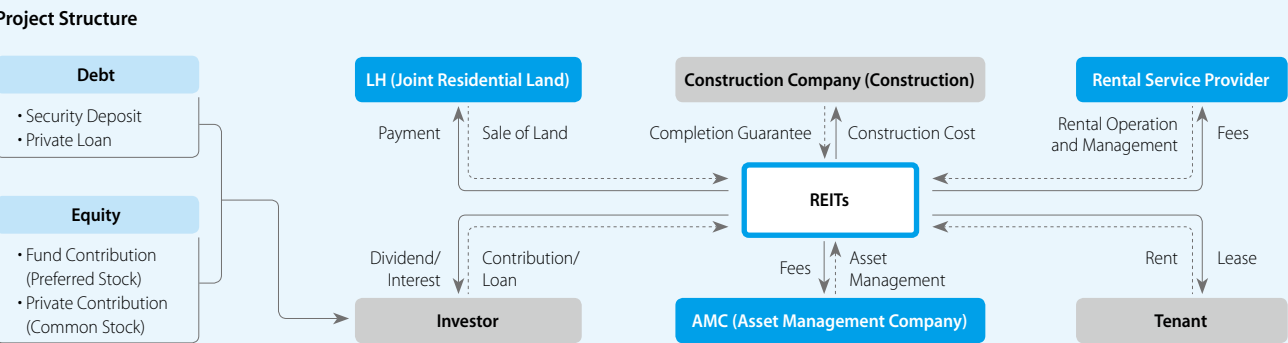 Project Structure
Debt
• Security Deposit
• Private Loan
Equity
• Fund Contribution
(Preferred Stock)
• Private Contribution
(Common Stock)
LH (Joint Residential Land)
Construction Company (Construction)
Rental Service Provider
Payment
Sale of Land
Completion Guarantee
Construction Cost
Rental Operation
and Management
Fees
REITs
Dividend/
Interest
Contribution/
Loan
Fees
Asset
Management
Rent
Lease
Investor
AMC (Asset Management Company)
Tenant